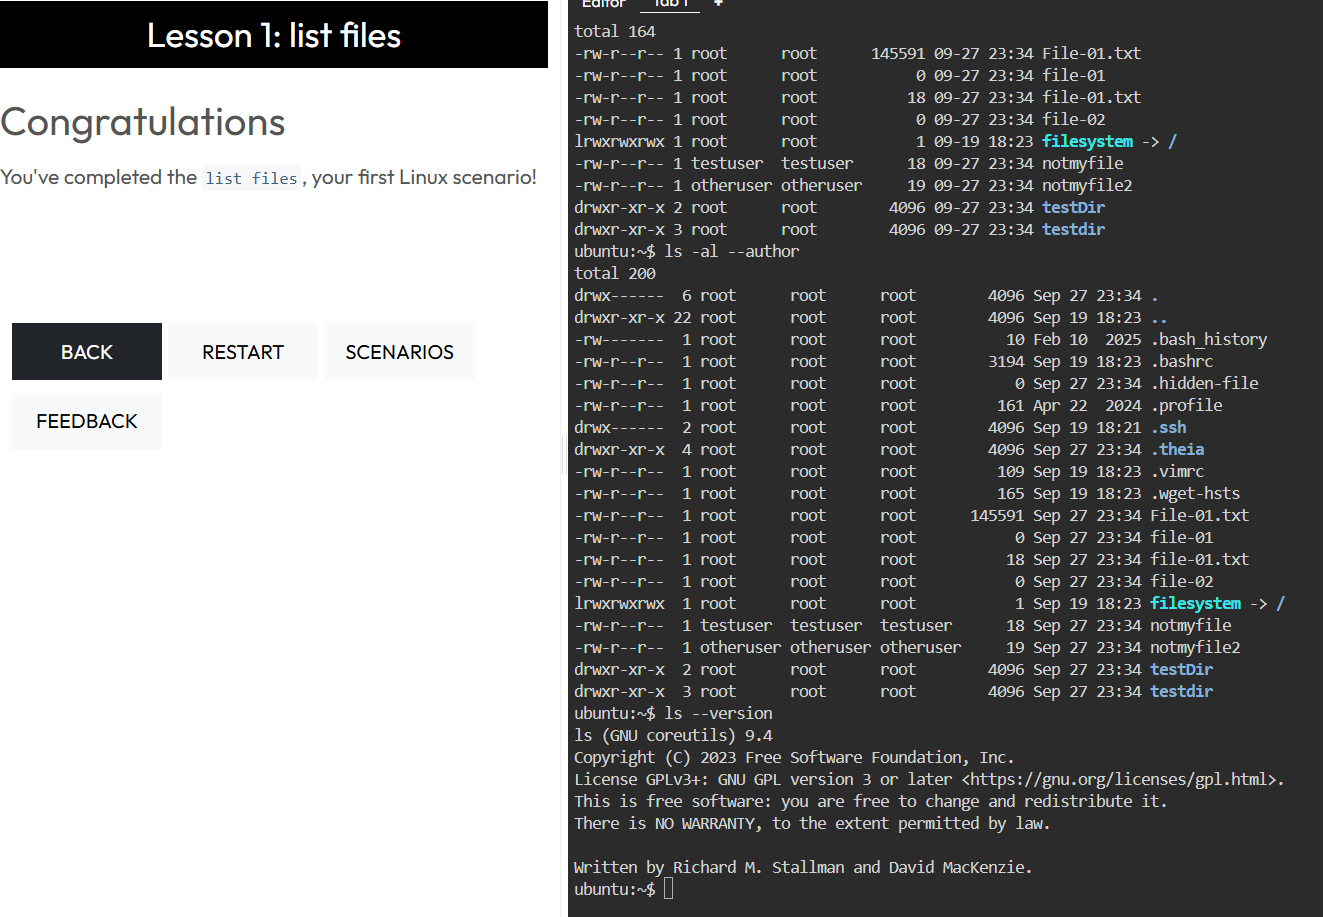 Lesson 1: list files
Congratulations
You've completed the list files, your first Linux scenario!
BACK RESTART SCENARIOS
FEEDBACK
Editor Tab 1 +
total 164
-rw-r--r-- 1 root      root      145591 09-27 23:34 File-01.txt
-rw-r--r-- 1 root      root           0 09-27 23:34 file-01
-rw-r--r-- 1 root      root          18 09-27 23:34 file-01.txt
-rw-r--r-- 1 root      root           0 09-27 23:34 file-02
lrwxrwxrwx 1 root      root           1 09-19 18:23 filesystem -> /
-rw-r--r-- 1 testuser  testuser      18 09-27 23:34 notmyfile
-rw-r--r-- 1 otheruser otheruser     19 09-27 23:34 notmyfile2
drwxr-xr-x 2 root      root        4096 09-27 23:34 testDir
drwxr-xr-x 3 root      root        4096 09-27 23:34 testdir
ubuntu:~$ ls -al --author
total 200
drwx------  6 root      root      root        4096 Sep 27 23:34 .
drwxr-xr-x 22 root      root      root        4096 Sep 19 18:23 ..
-rw-------  1 root      root      root          10 Feb 10  2025 .bash_history
-rw-r--r--  1 root      root      root        3194 Sep 19 18:23 .bashrc
-rw-r--r--  1 root      root      root           0 Sep 27 23:34 .hidden-file
-rw-r--r--  1 root      root      root         161 Apr 22  2024 .profile
drwx------  2 root      root      root        4096 Sep 19 18:21 .ssh
drwxr-xr-x  4 root      root      root        4096 Sep 27 23:34 .theia
-rw-r--r--  1 root      root      root         109 Sep 19 18:23 .vimrc
-rw-r--r--  1 root      root      root         165 Sep 19 18:23 .wget-hsts
-rw-r--r--  1 root      root      root      145591 Sep 27 23:34 File-01.txt
-rw-r--r--  1 root      root      root           0 Sep 27 23:34 file-01
-rw-r--r--  1 root      root      root          18 Sep 27 23:34 file-01.txt
-rw-r--r--  1 root      root      root           0 Sep 27 23:34 file-02
lrwxrwxrwx  1 root      root      root           1 Sep 19 18:23 filesystem -> /
-rw-r--r--  1 testuser  testuser  testuser      18 Sep 27 23:34 notmyfile
-rw-r--r--  1 otheruser otheruser otheruser     19 Sep 27 23:34 notmyfile2
drwxr-xr-x  2 root      root      root        4096 Sep 27 23:34 testDir
drwxr-xr-x  3 root      root      root        4096 Sep 27 23:34 testdir
ubuntu:~$ ls --version
ls (GNU coreutils) 9.4
Copyright (C) 2023 Free Software Foundation, Inc.
License GPLv3+: GNU GPL version 3 or later <https://gnu.org/licenses/gpl.html>.
This is free software: you are free to change and redistribute it.
There is NO WARRANTY, to the extent permitted by law.

Written by Richard M. Stallman and David MacKenzie.
ubuntu:~$